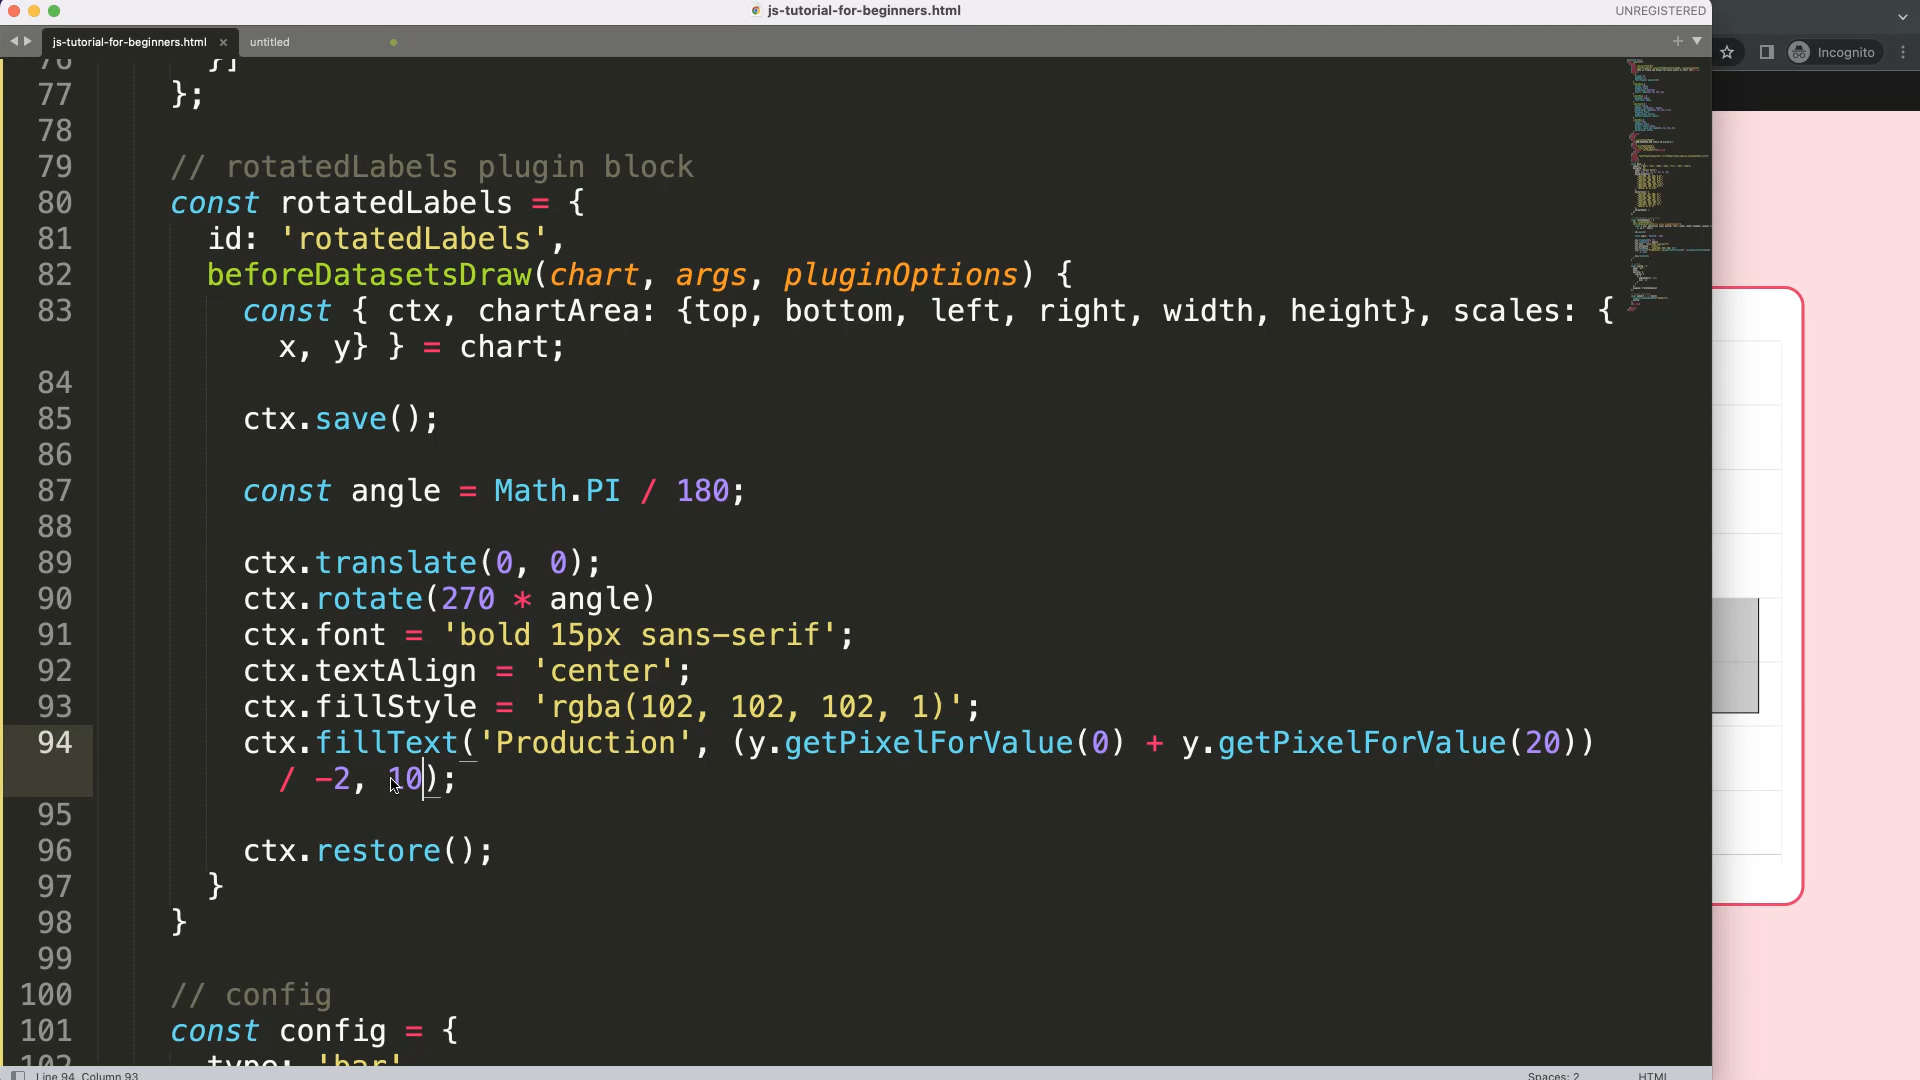 js-tutorial-for-beginners.html
UNREGISTERED
js-tutorial-for-beginners.html × untitled
Incognito
76 }]
77 };
78
79 // rotatedLabels plugin block
80 const rotatedLabels = {
81 id: 'rotatedLabels',
82 beforeDatasetsDraw(chart, args, pluginOptions) {
83 const { ctx, chartArea: {top, bottom, left, right, width, height}, scales: {
x, y} } = chart;
84
85 ctx.save();
86
87 const angle = Math.PI / 180;
88
89 ctx.translate(0, 0);
90 ctx.rotate(270 * angle)
91 ctx.font = 'bold 15px sans-serif';
92 ctx.textAlign = 'center';
93 ctx.fillStyle = 'rgba(102, 102, 102, 1)';
94 ctx.fillText('Production', (y.getPixelForValue(0) + y.getPixelForValue(20))
/ -2, 10);
95
96 ctx.restore();
97 }
98 }
99
100 // config
101 const config = {
102 type: 'bar'
Line 94, Column 93
Spaces: 2
HTML